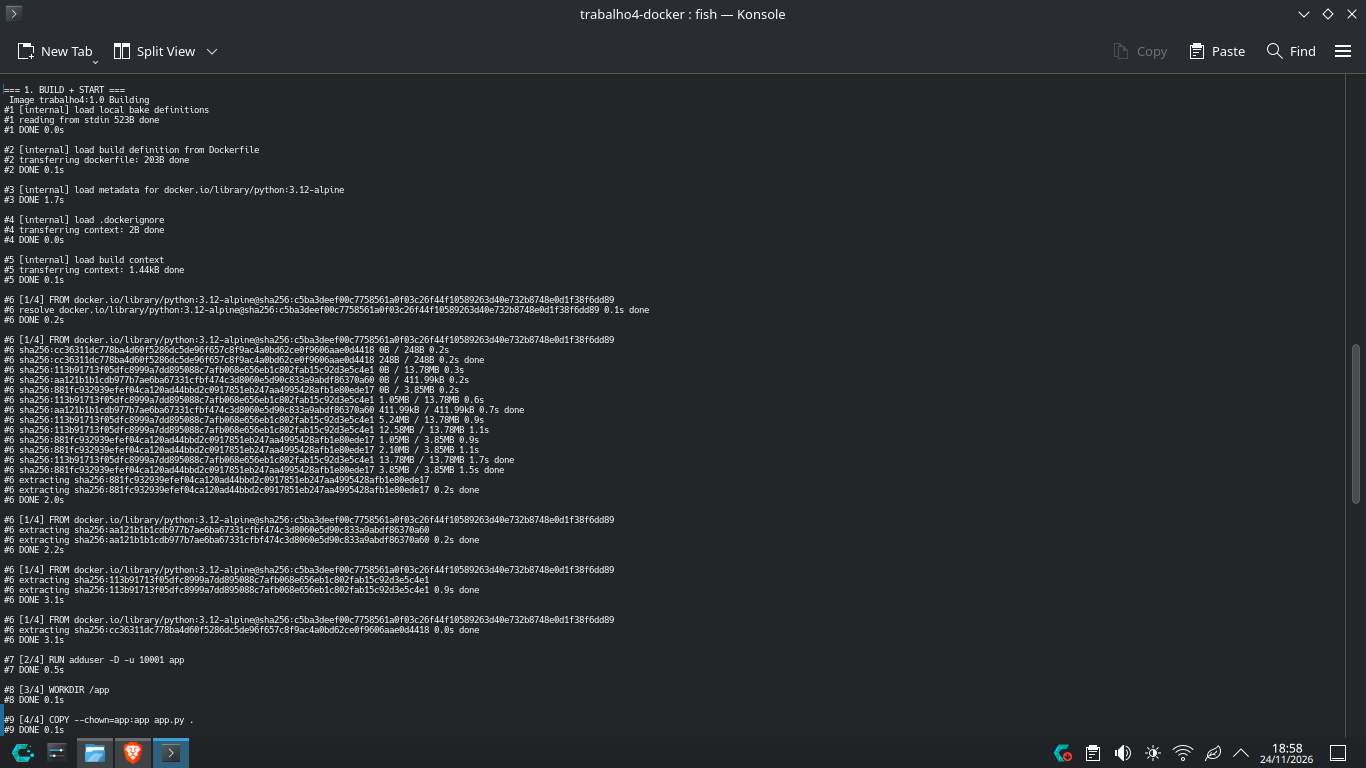 trabalho4-docker : fish — Konsole
New Tab
Split View
Copy
Paste
Find
=== 1. BUILD + START ===
Image trabalho4:1.0 Building
#1 [internal] load local bake definitions
#1 reading from stdin 523B done
#1 DONE 0.0s
#2 [internal] load build definition from Dockerfile
#2 transferring dockerfile: 203B done
#2 DONE 0.1s
#3 [internal] load metadata for docker.io/library/python:3.12-alpine
#3 DONE 1.7s
#4 [internal] load .dockerignore
#4 transferring context: 2B done
#4 DONE 0.0s
#5 [internal] load build context
#5 transferring context: 1.44kB done
#5 DONE 0.1s
#6 [1/4] FROM docker.io/library/python:3.12-alpine@sha256:c5ba3deef00c7758561a0f03c26f44f10589263d40e732b8748e0d1f38f6dd89
#6 resolve docker.io/library/python:3.12-alpine@sha256:c5ba3deef00c7758561a0f03c26f44f10589263d40e732b8748e0d1f38f6dd89 0.1s done
#6 DONE 0.2s
#6 [1/4] FROM docker.io/library/python:3.12-alpine@sha256:c5ba3deef00c7758561a0f03c26f44f10589263d40e732b8748e0d1f38f6dd89
#6 sha256:cc36311dc778ba4d60f5286dc5de96f657c8f9ac4a0bd62ce0f9606aae0d4418 0B / 248B 0.2s
#6 sha256:cc36311dc778ba4d60f5286dc5de96f657c8f9ac4a0bd62ce0f9606aae0d4418 248B / 248B 0.2s done
#6 sha256:113b91713f05dfc8999a7dd895088c7afb068e656eb1c802fab15c92d3e5c4e1 0B / 13.78MB 0.3s
#6 sha256:aa121b1b1cdb977b7ae6ba67331cfbf474c3d8060e5d90c833a9abdf86370a60 0B / 411.99kB 0.2s
#6 sha256:881fc932939efef04ca120ad44bbd2c0917851eb247aa4995428afb1e80ede17 0B / 3.85MB 0.2s
#6 sha256:113b91713f05dfc8999a7dd895088c7afb068e656eb1c802fab15c92d3e5c4e1 1.05MB / 13.78MB 0.6s
#6 sha256:aa121b1b1cdb977b7ae6ba67331cfbf474c3d8060e5d90c833a9abdf86370a60 411.99kB / 411.99kB 0.7s done
#6 sha256:113b91713f05dfc8999a7dd895088c7afb068e656eb1c802fab15c92d3e5c4e1 5.24MB / 13.78MB 0.9s
#6 sha256:113b91713f05dfc8999a7dd895088c7afb068e656eb1c802fab15c92d3e5c4e1 12.58MB / 13.78MB 1.1s
#6 sha256:881fc932939efef04ca120ad44bbd2c0917851eb247aa4995428afb1e80ede17 1.05MB / 3.85MB 0.9s
#6 sha256:881fc932939efef04ca120ad44bbd2c0917851eb247aa4995428afb1e80ede17 2.10MB / 3.85MB 1.1s
#6 sha256:113b91713f05dfc8999a7dd895088c7afb068e656eb1c802fab15c92d3e5c4e1 13.78MB / 13.78MB 1.7s done
#6 sha256:881fc932939efef04ca120ad44bbd2c0917851eb247aa4995428afb1e80ede17 3.85MB / 3.85MB 1.5s done
#6 extracting sha256:881fc932939efef04ca120ad44bbd2c0917851eb247aa4995428afb1e80ede17
#6 extracting sha256:881fc932939efef04ca120ad44bbd2c0917851eb247aa4995428afb1e80ede17 0.2s done
#6 DONE 2.0s
#6 [1/4] FROM docker.io/library/python:3.12-alpine@sha256:c5ba3deef00c7758561a0f03c26f44f10589263d40e732b8748e0d1f38f6dd89
#6 extracting sha256:aa121b1b1cdb977b7ae6ba67331cfbf474c3d8060e5d90c833a9abdf86370a60
#6 extracting sha256:aa121b1b1cdb977b7ae6ba67331cfbf474c3d8060e5d90c833a9abdf86370a60 0.2s done
#6 DONE 2.2s
#6 [1/4] FROM docker.io/library/python:3.12-alpine@sha256:c5ba3deef00c7758561a0f03c26f44f10589263d40e732b8748e0d1f38f6dd89
#6 extracting sha256:113b91713f05dfc8999a7dd895088c7afb068e656eb1c802fab15c92d3e5c4e1
#6 extracting sha256:113b91713f05dfc8999a7dd895088c7afb068e656eb1c802fab15c92d3e5c4e1 0.9s done
#6 DONE 3.1s
#6 [1/4] FROM docker.io/library/python:3.12-alpine@sha256:c5ba3deef00c7758561a0f03c26f44f10589263d40e732b8748e0d1f38f6dd89
#6 extracting sha256:cc36311dc778ba4d60f5286dc5de96f657c8f9ac4a0bd62ce0f9606aae0d4418 0.0s done
#6 DONE 3.1s
#7 [2/4] RUN adduser -D -u 10001 app
#7 DONE 0.5s
#8 [3/4] WORKDIR /app
#8 DONE 0.1s
#9 [4/4] COPY --chown=app:app app.py .
#9 DONE 0.1s
18:58
24/11/2026